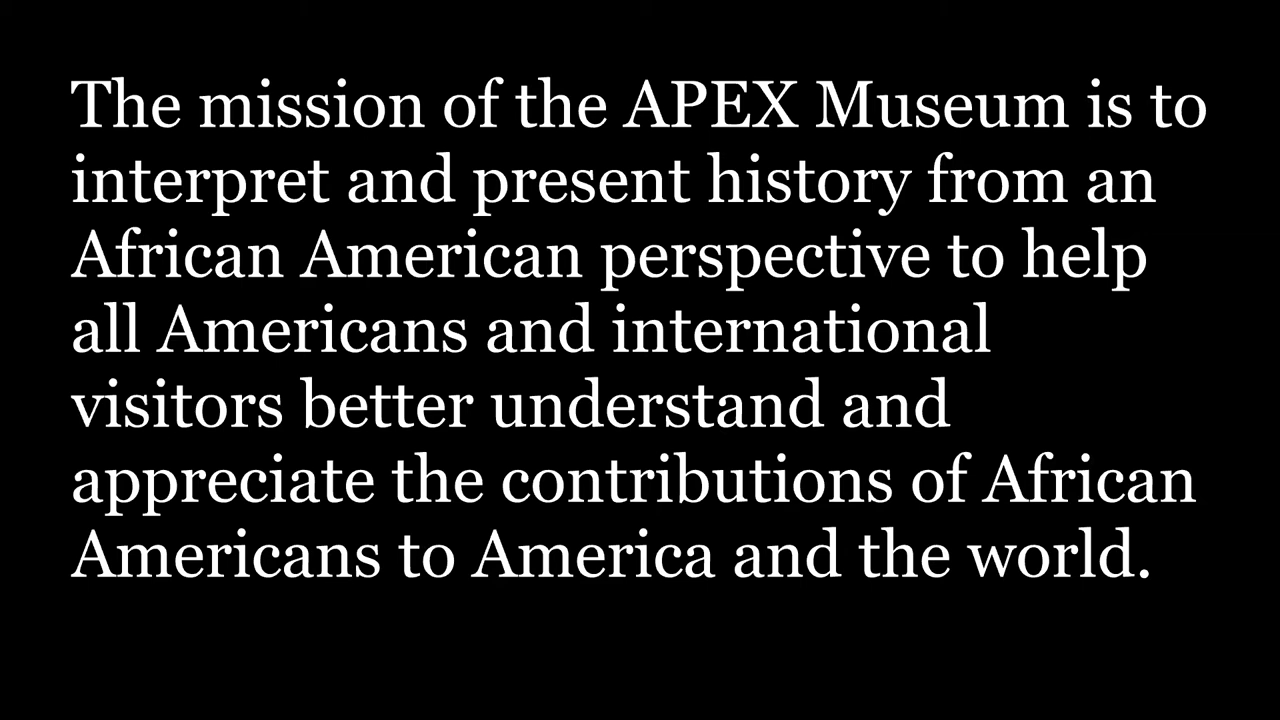 The mission of the APEX Museum is to
interpret and present history from an
African American perspective to help
all Americans and international
visitors better understand and
appreciate the contributions of African
Americans to America and the world.